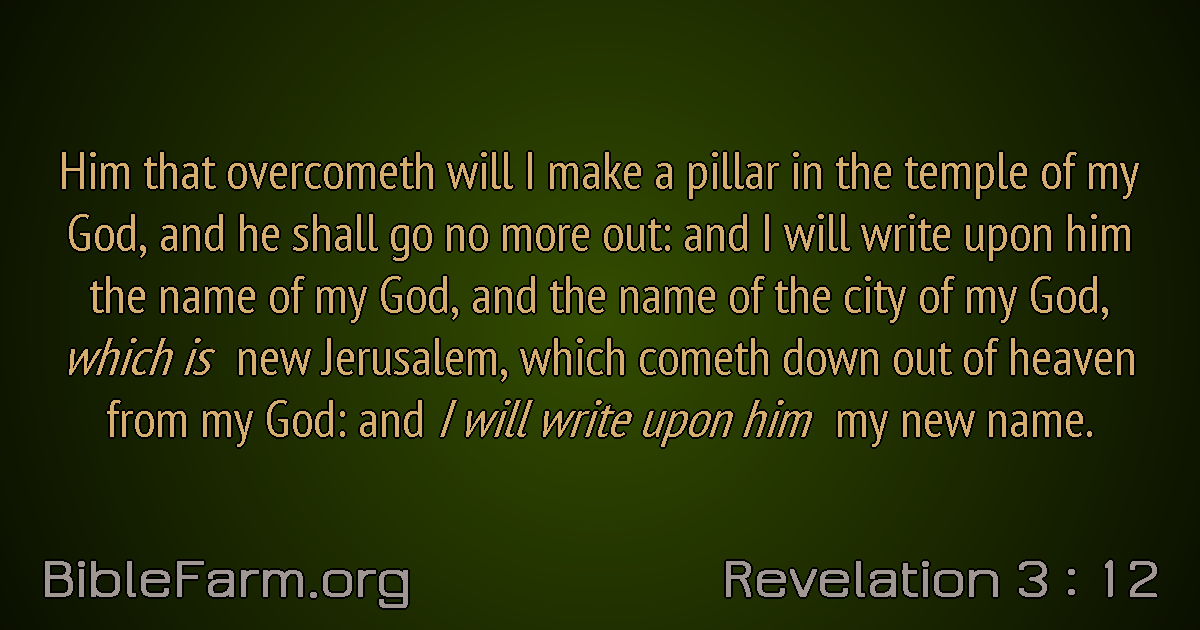 Him that overcometh will I make a pillar in the temple of my
God, and he shall go no more out: and I will write upon him
the name of my God, and the name of the city of my God,
which is new Jerusalem, which cometh down out of heaven
from my God: and I will write upon him my new name.
BibleFarm.org
Revelation 3 : 12